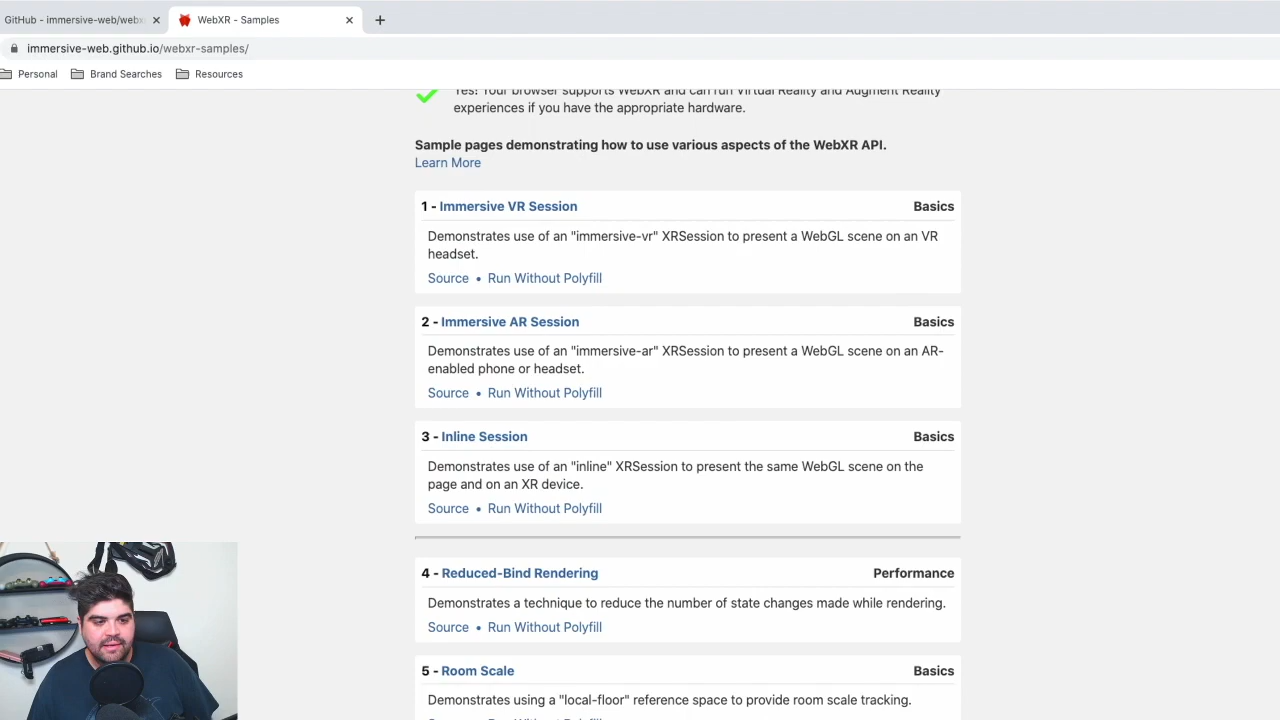 GitHub - immersive-web/webx
WebXR - Samples
immersive-web.github.io/webxr-samples/
Personal
Brand Searches
Resources
Yes! Your browser supports WebXR and can run Virtual Reality and Augment Reality
experiences if you have the appropriate hardware.
Sample pages demonstrating how to use various aspects of the WebXR API.
Learn More
1 - Immersive VR Session Basics
Demonstrates use of an "immersive-vr" XRSession to present a WebGL scene on an VR
headset.
Source • Run Without Polyfill
2 - Immersive AR Session Basics
Demonstrates use of an "immersive-ar" XRSession to present a WebGL scene on an AR-
enabled phone or headset.
Source • Run Without Polyfill
3 - Inline Session Basics
Demonstrates use of an "inline" XRSession to present the same WebGL scene on the
page and on an XR device.
Source • Run Without Polyfill
4 - Reduced-Bind Rendering Performance
Demonstrates a technique to reduce the number of state changes made while rendering.
Source • Run Without Polyfill
5 - Room Scale Basics
Demonstrates using a "local-floor" reference space to provide room scale tracking.